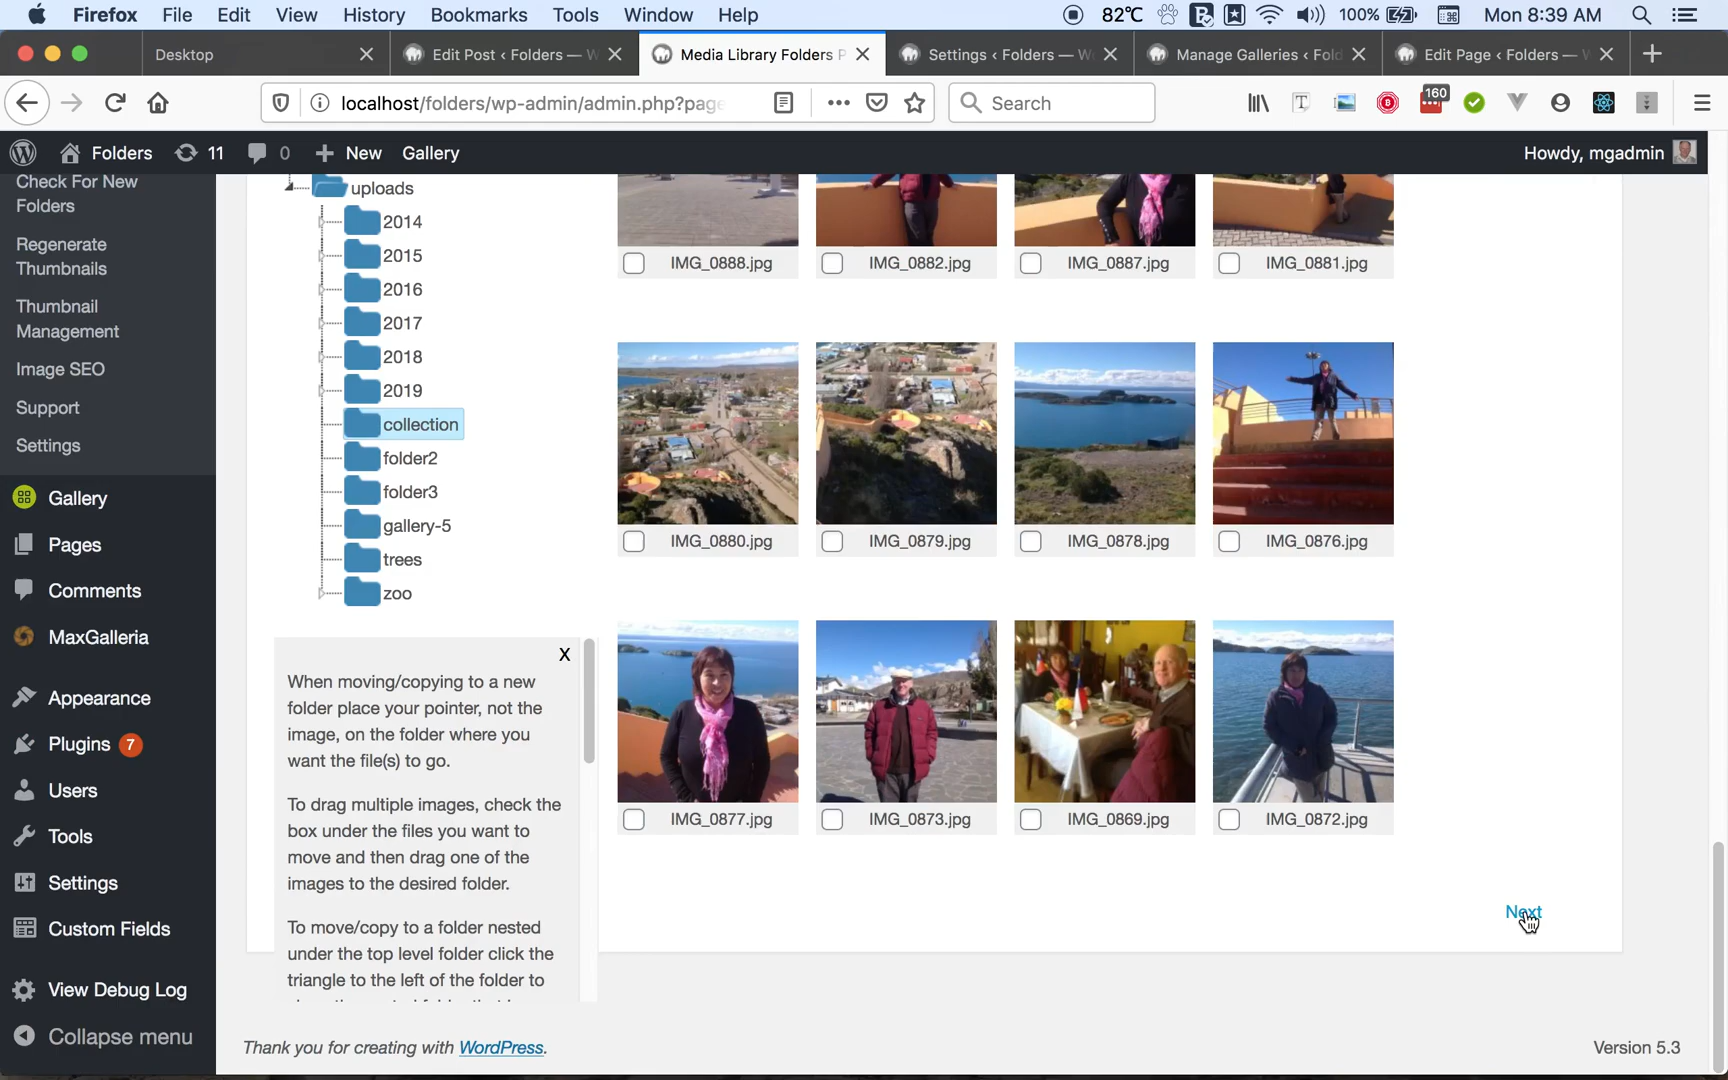 Firefox File Edit View History Bookmarks Tools Window Help 82℃ 100% Mon 8:39 AM
Desktop Edit Post ‹ Folders — W Media Library Folders P Settings ‹ Folders — Wo Manage Galleries ‹ Fold Edit Page ‹ Folders — W
localhost/folders/wp-admin/admin.php?page Search 160
Folders 11 0 New Gallery Howdy, mgadmin
Check For New
Folders
Regenerate
Thumbnails
Thumbnail
Management
Image SEO
Support
Settings
Gallery
Pages
Comments
MaxGalleria
Appearance
Plugins 7
Users
Tools
Settings
Custom Fields
View Debug Log
Collapse menu
uploads
2014
2015
2016
2017
2018
2019
collection
folder2
folder3
gallery-5
trees
zoo
X
When moving/copying to a new
folder place your pointer, not the
image, on the folder where you
want the file(s) to go.
To drag multiple images, check the
box under the files you want to
move and then drag one of the
images to the desired folder.
To move/copy to a folder nested
under the top level folder click the
triangle to the left of the folder to
IMG_0888.jpg IMG_0882.jpg IMG_0887.jpg IMG_0881.jpg
IMG_0880.jpg IMG_0879.jpg IMG_0878.jpg IMG_0876.jpg
IMG_0877.jpg IMG_0873.jpg IMG_0869.jpg IMG_0872.jpg
Next
Thank you for creating with WordPress. Version 5.3